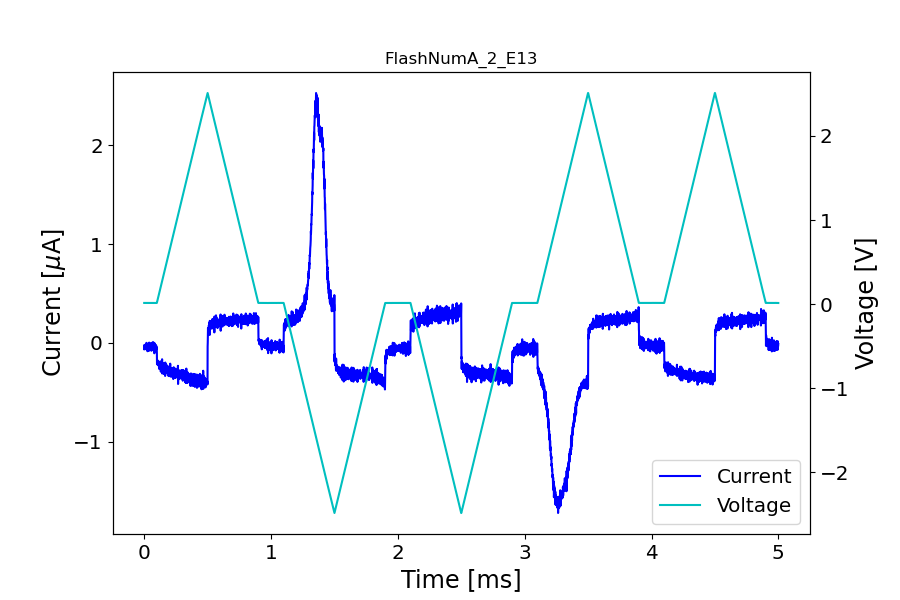 FlashNumA_2_E13
Current [μA]
2
1
0
−1
2
1
0
−1
−2
Voltage [V]
Current
Voltage
0
1
2
3
4
5
Time [ms]